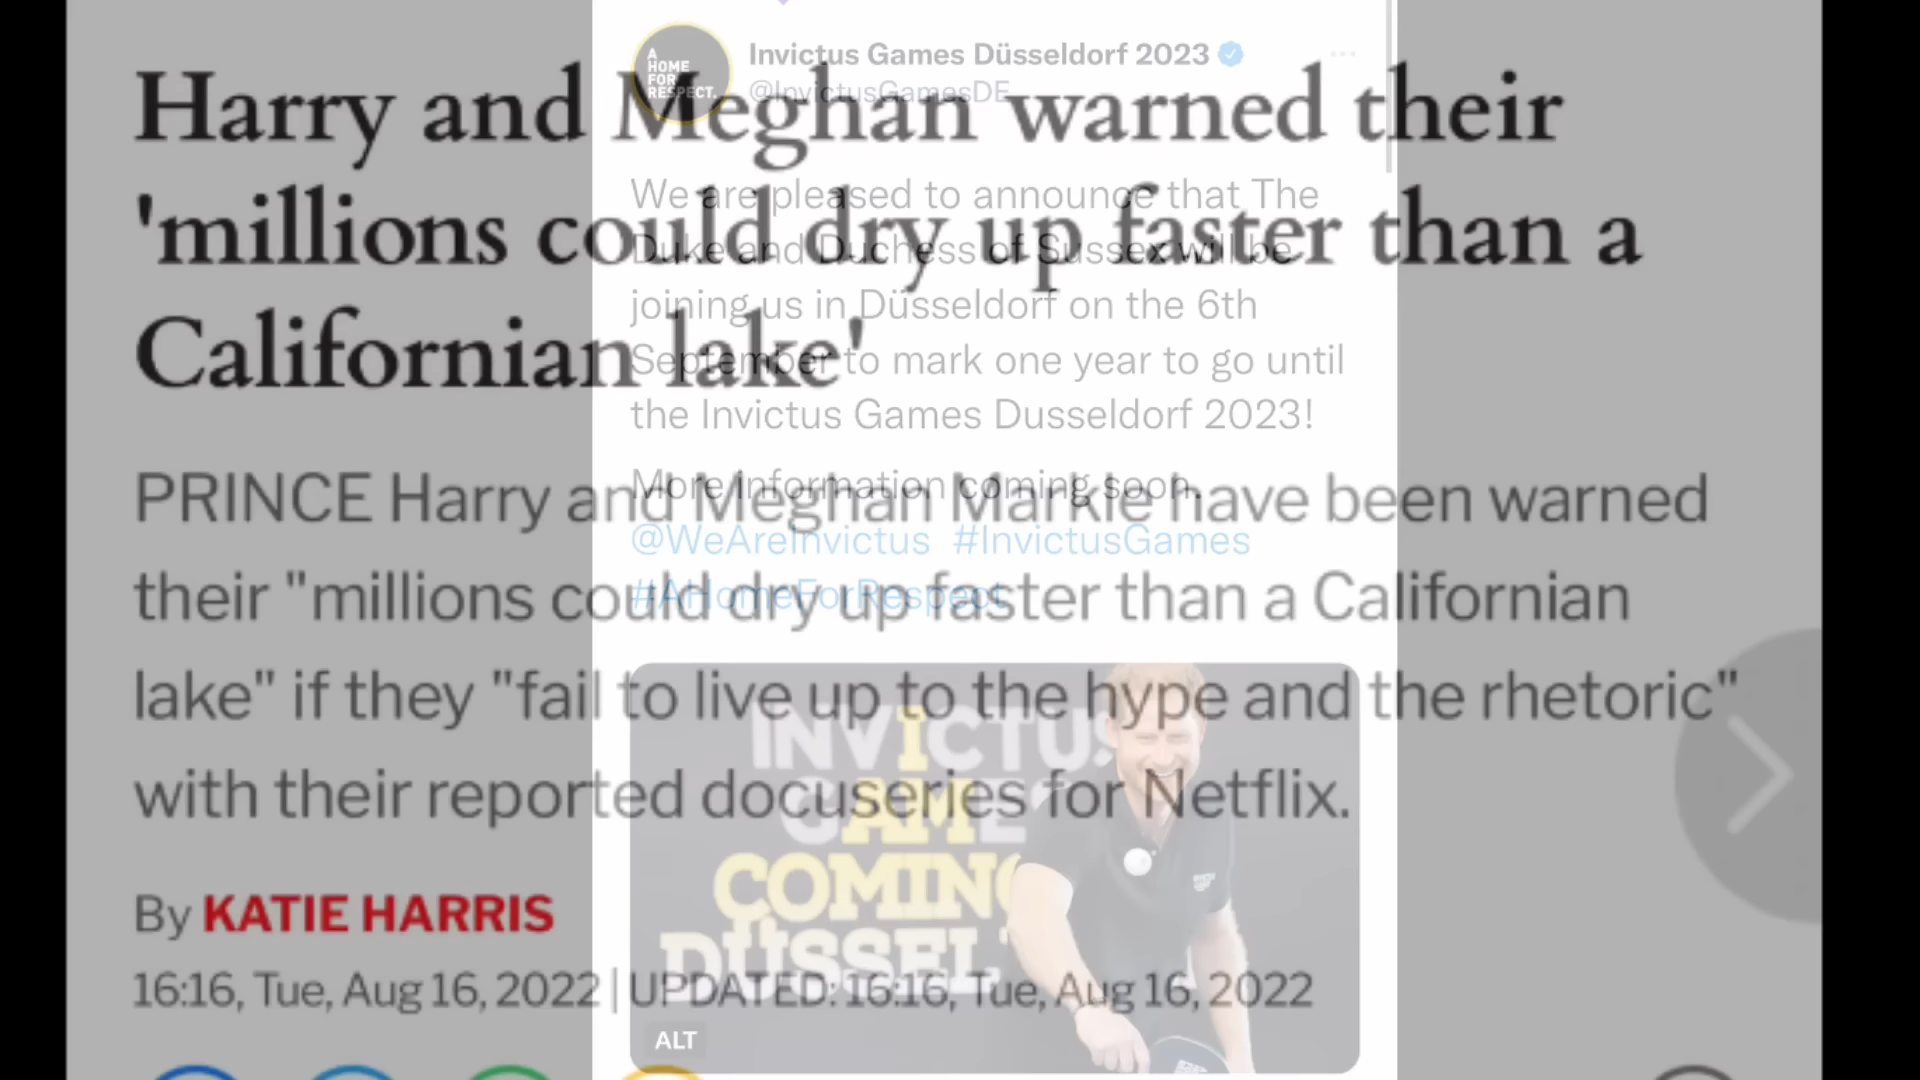 Harry and Meghan warned their
'millions could dry up faster than a
Californian lake'
PRINCE Harry and Meghan Markle have been warned
their "millions could dry up faster than a Californian
lake" if they "fail to live up to the hype and the rhetoric"
with their reported docuseries for Netflix.
By KATIE HARRIS
16:16, Tue, Aug 16, 2022 | UPDATED: 16:16, Tue, Aug 16, 2022
A
HOME
FOR
RESPECT.
Invictus Games Düsseldorf 2023
@InvictusGamesDE
We are pleased to announce that The
Duke and Duchess of Sussex will be
joining us in Düsseldorf on the 6th
September to mark one year to go until
the Invictus Games Dusseldorf 2023!
More Information coming soon.
@WeAreInvictus #InvictusGames
#AHomeForRespect
INVICTUS
GAMES
COMING
DÜSSEL
ALT